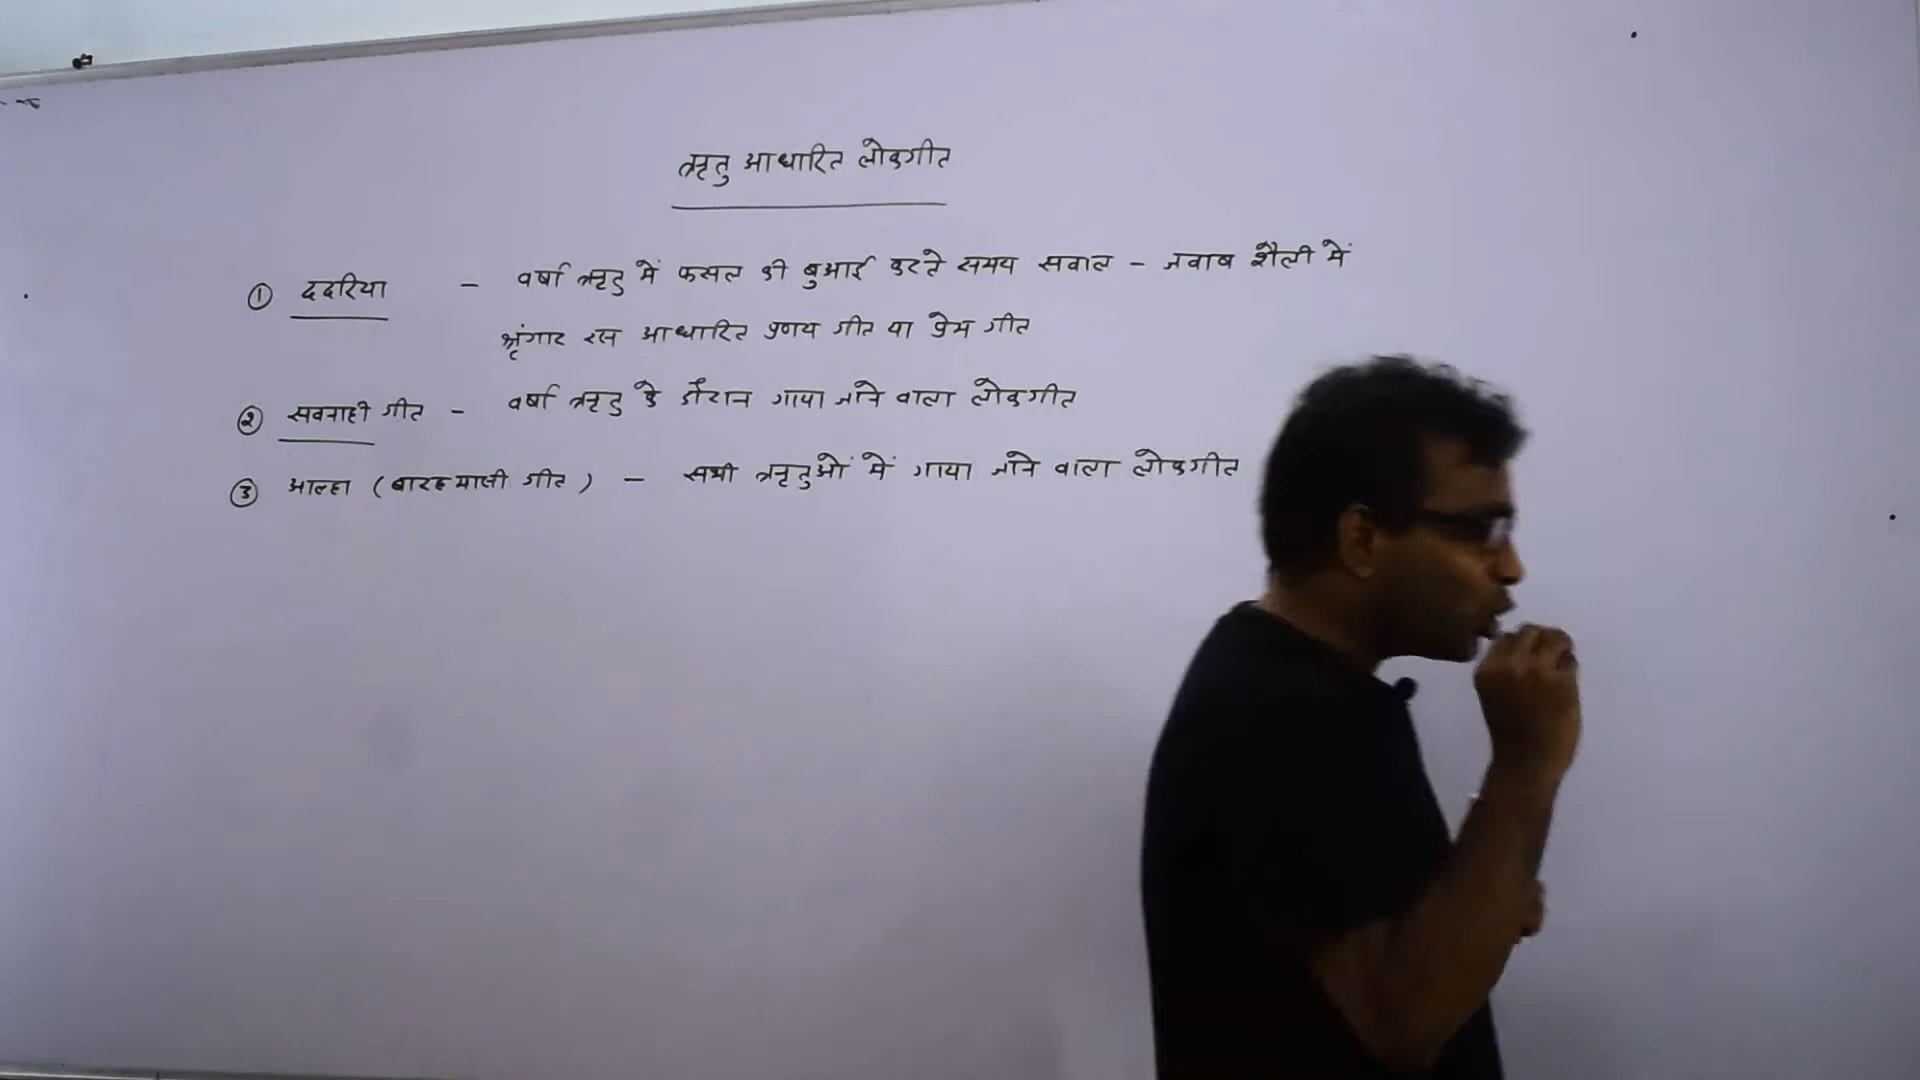 ऋतु आधारित लोकगीत
① ददरिया - वर्षा ऋतु में फसल की बुआई करते समय सवाल - जवाब शैली में
श्रृंगार रस आधारित प्रणय गीत या प्रेम गीत
② सवनाही गीत - वर्षा ऋतु के दौरान गाया जाने वाला लोकगीत
③ आल्हा (बारहमासी गीत) - सभी ऋतुओं में गाया जाने वाला लोकगीत